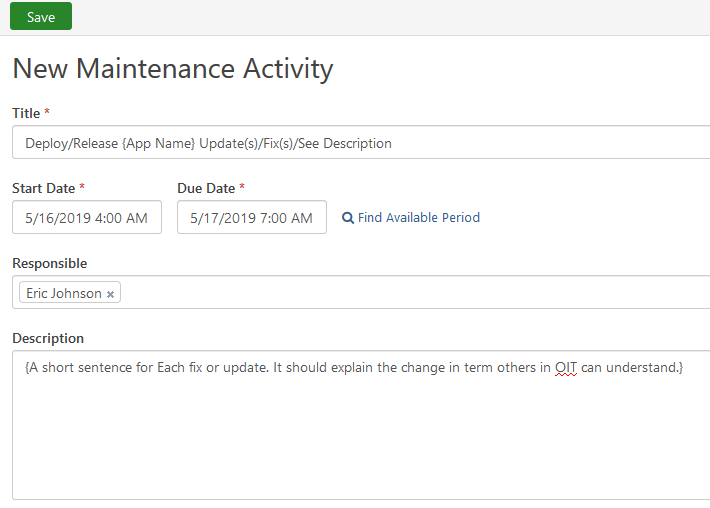 Save
New Maintenance Activity
Title *
Deploy/Release {App Name} Update(s)/Fix(s)/See Description
Start Date * Due Date *
5/16/2019 4:00 AM 5/17/2019 7:00 AM Find Available Period
Responsible
Eric Johnson ×
Description
{A short sentence for Each fix or update. It should explain the change in term others in OIT can understand.}